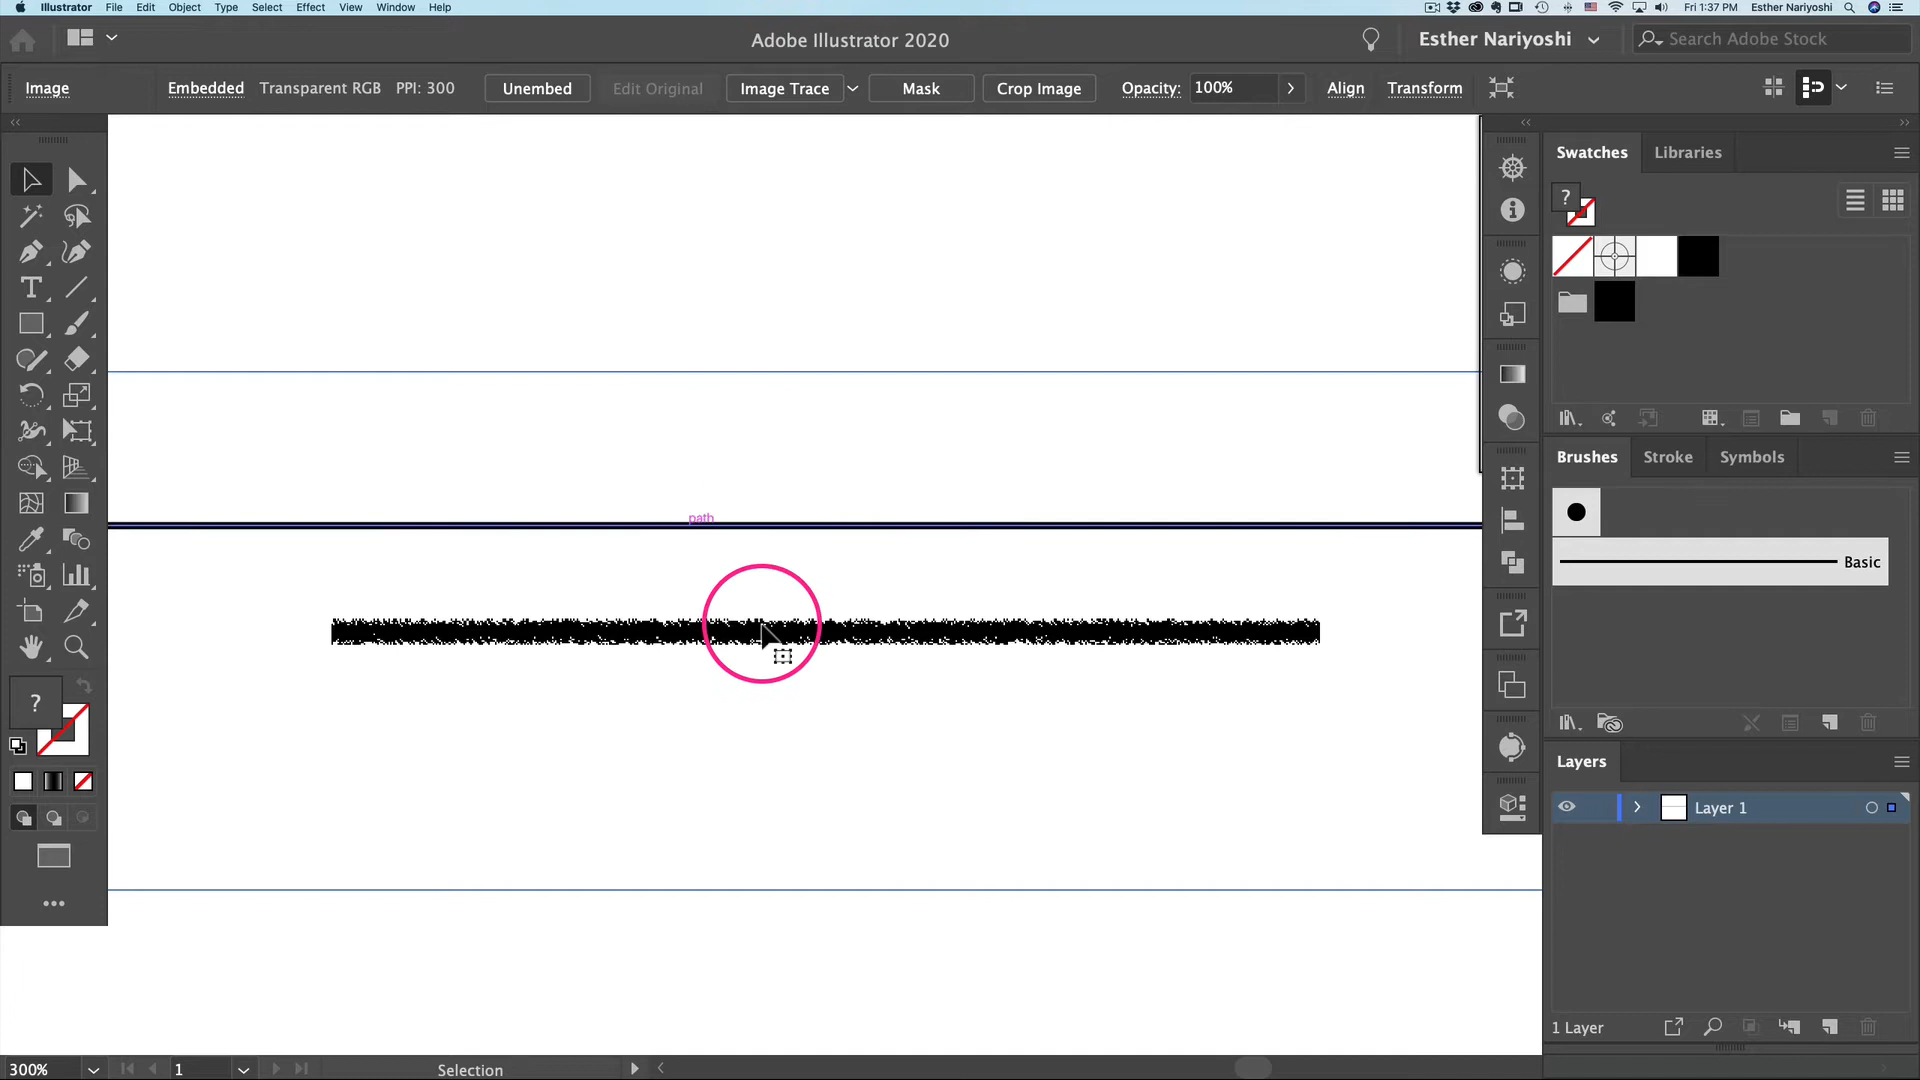 Illustrator File Edit Object Type Select Effect View Window Help Fri 1:37 PM Esther Nariyoshi
Adobe Illustrator 2020 Esther Nariyoshi Search Adobe Stock
Image Embedded Transparent RGB PPI: 300 Unembed Edit Original Image Trace Mask Crop Image Opacity: 100% Align Transform
Swatches Libraries
?
path
Brushes Stroke Symbols
Basic
?
Layers
Layer 1
1 Layer
300% 1 Selection